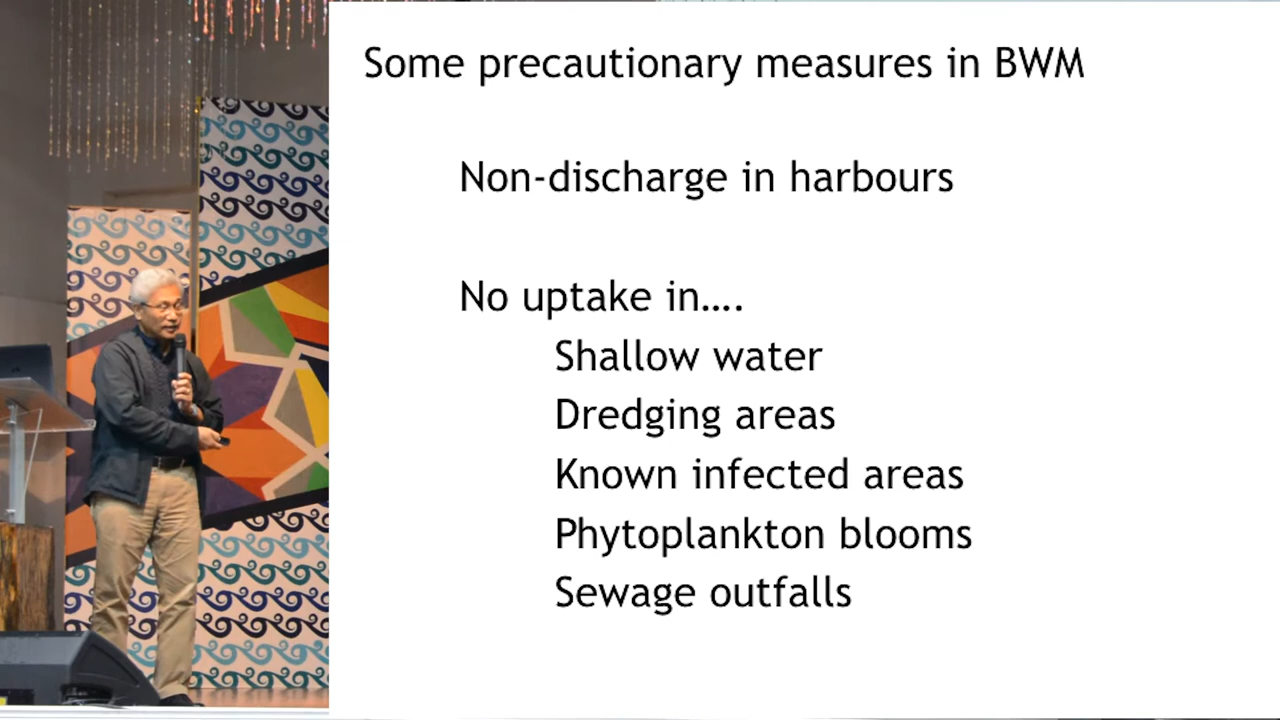 Some precautionary measures in BWM
Non-discharge in harbours
No uptake in....
Shallow water
Dredging areas
Known infected areas
Phytoplankton blooms
Sewage outfalls